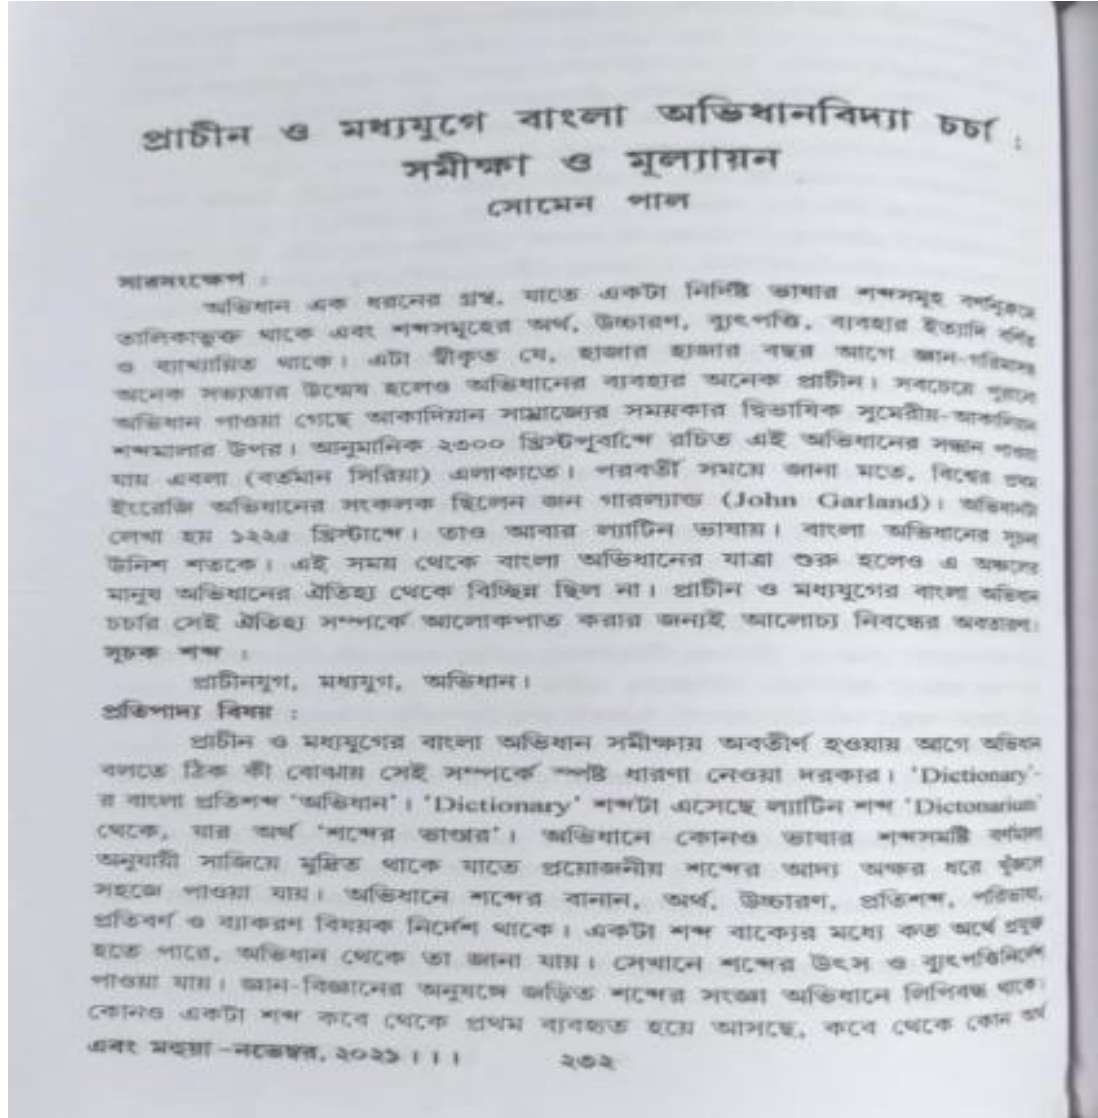 প্রাচীন ও মধ্যযুগে বাংলা অভিধানবিদ্যা চর্চা :
সমীক্ষা ও মূল্যায়ন
সোমেন পাল
সারসংক্ষেপ :
অভিধান এক ধরনের গ্রন্থ, যাতে একটা নির্দিষ্ট ভাষার শব্দসমূহ বর্ণানুক্রমে
তালিকাভুক্ত থাকে এবং শব্দসমূহের অর্থ, উচ্চারণ, ব্যুৎপত্তি, ব্যবহার ইত্যাদি বর্ণিত
ও ব্যাখ্যায়িত থাকে। এটা স্বীকৃত যে, হাজার হাজার বছর আগে জ্ঞান-গরিমায়
অনেক সভ্যতার উন্মেষ হলেও অভিধানের ব্যবহার অনেক প্রাচীন। সবচেয়ে পুরানো
অভিধান পাওয়া গেছে আকাদিয়ান সাম্রাজ্যের সময়কার দ্বিভাষিক সুমেরীয়-আকাদিয়ান
শব্দমালার উপর। আনুমানিক ২৩০০ খ্রিস্টপূর্বাব্দে রচিত এই অভিধানের সন্ধান পাওয়া
যায় এবলা (বর্তমান সিরিয়া) এলাকাতে। পরবর্তী সময়ে জানা মতে, বিশ্বের প্রথম
ইংরেজি অভিধানের সংকলক ছিলেন জন গারল্যান্ড (John Garland)। অভিধানটা
লেখা হয় ১২২৫ খ্রিস্টাব্দে। তাও আবার ল্যাটিন ভাষায়। বাংলা অভিধানের সূচনা
উনিশ শতকে। এই সময় থেকে বাংলা অভিধানের যাত্রা শুরু হলেও এ অঞ্চলের
মানুষ অভিধানের ঐতিহ্য থেকে বিচ্ছিন্ন ছিল না। প্রাচীন ও মধ্যযুগের বাংলা অভিধান
চর্চার সেই ঐতিহ্য সম্পর্কে আলোকপাত করার জন্যই আলোচ্য নিবন্ধের অবতারণা।
সূচক শব্দ :
প্রাচীনযুগ, মধ্যযুগ, অভিধান।
প্রতিপাদ্য বিষয় :
প্রাচীন ও মধ্যযুগের বাংলা অভিধান সমীক্ষায় অবতীর্ণ হওয়ায় আগে অভিধান
বলতে ঠিক কী বোঝায় সেই সম্পর্কে স্পষ্ট ধারণা নেওয়া দরকার। 'Dictionary'-
র বাংলা প্রতিশব্দ 'অভিধান'। 'Dictionary' শব্দটা এসেছে ল্যাটিন শব্দ 'Dictonarium'
থেকে, যার অর্থ 'শব্দের ভাণ্ডার'। অভিধানে কোনও ভাষার শব্দসমষ্টি বর্ণমালা
অনুযায়ী সাজিয়ে মুদ্রিত থাকে যাতে প্রয়োজনীয় শব্দের আদ্য অক্ষর ধরে খুঁজলে
সহজে পাওয়া যায়। অভিধানে শব্দের বানান, অর্থ, উচ্চারণ, প্রতিশব্দ, পরিভাষা,
প্রতিবর্ণ ও ব্যাকরণ বিষয়ক নির্দেশ থাকে। একটা শব্দ বাক্যের মধ্যে কত অর্থে প্রযুক্ত
হতে পারে, অভিধান থেকে তা জানা যায়। সেখানে শব্দের উৎস ও ব্যুৎপত্তিনির্দেশ
পাওয়া যায়। জ্ঞান-বিজ্ঞানের অনুষঙ্গে জড়িত শব্দের সংজ্ঞা অভিধানে লিপিবদ্ধ থাকে।
কোনও একটা শব্দ কবে থেকে প্রথম ব্যবহৃত হয়ে আসছে, কবে থেকে কোন অর্থ
এবং মহুয়া -নভেম্বর, ২০২১ ।।। ২৩২